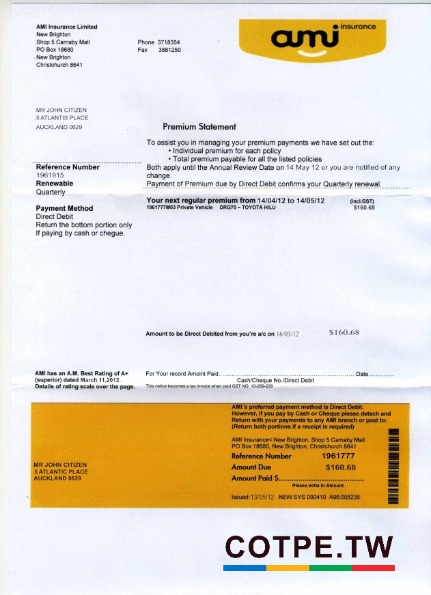 AMI Insurance Limited
New Brighton
Shop 5 Carnaby Mall
PO Box 18680
New Brighton
Christchurch 8641
Phone 3718354
Fax 3881250
ami insurance
MR JOHN CITIZEN
5 ATLANTIS PLACE
AUCKLAND 0629
Premium Statement
To assist you in managing your premium payments we have set out the:
• Individual premium for each policy
• Total premium payable for all the listed policies
Reference Number
1961915
Renewable
Quarterly
Both apply until the Annual Review Date on 14 May 12 or you are notified of any
change.
Payment of Premium due by Direct Debit confirms your Quarterly renewal.
Payment Method
Direct Debit
Return the bottom portion only
If paying by cash or chegue.
Your next regular premium from 14/04/12 to 14/05/12 (incl.GST)
1961777M03 Private Vehicle DRG70 – TOYOTA HILU $160.68
Amount to be Direct Debited from you're a/c on 16/03/12 $160.68
AMI has an A.M. Best Rating of A+
(superior) dated March 11,2012.
Details of rating scale over the page.
For Your record Amoint Paid Date
Cash/Cheque No./Direct Debit
This notice becomes a tax invoice when paid GST NO. 10-269-235
AMI's preferred payment method is Direct Debit.
However, if you pay by Cash or Cheque please detach and
Return with your payments to any AMI branch or post to:
(Return both portions if a receipt is required)
AMI Insurance< New Brighton, Shop 5 Carnaby Mall
PO Box 18680, New Brighton, Christchurch 8641
MR JOHN CITIZEN
5 ATLANTIC PLACE
AUCKLAND 0629
Reference Number 1961777
Amount Due $160.68
Amount Paid $
Please write in Amount
Issued: 13/05/12 NEW SYS 090410 A96:005236
COTPE.TW